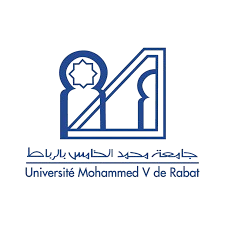 جامعة محمد الخامس بالرباط
Université Mohammed V de Rabat